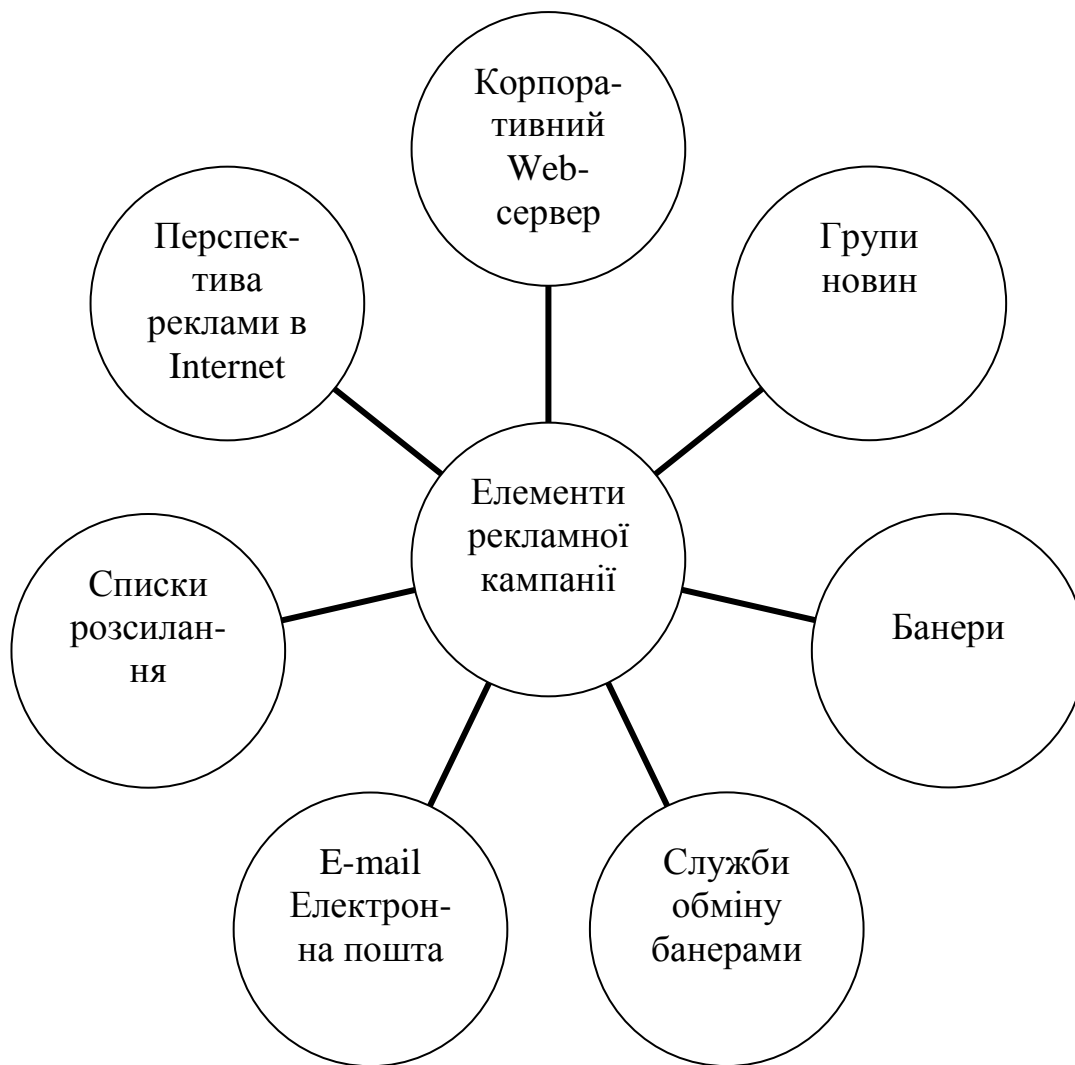 Корпора-
тивний
Web-
сервер
Перспек-
тива
реклами в
Internet
Групи
новин
Елементи
рекламної
кампанії
Списки
розсилан-
ня
Банери
E-mail
Електрон-
на пошта
Служби
обміну
банерами